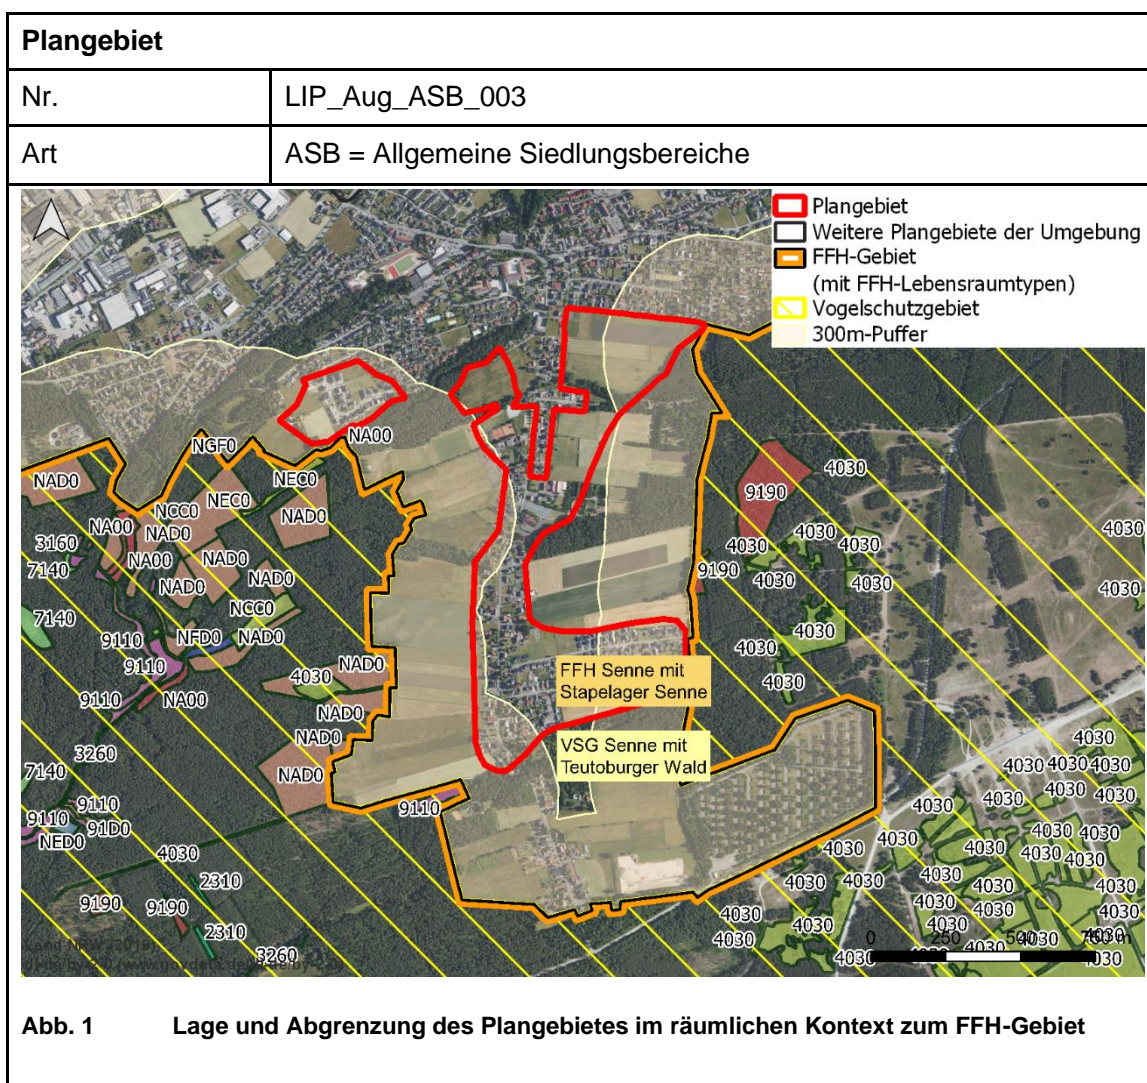 Plangebiet
Nr. LIP_Aug_ASB_003
Art ASB = Allgemeine Siedlungsbereiche
Plangebiet
Weitere Plangebiete der Umgebung
FFH-Gebiet
(mit FFH-Lebensraumtypen)
Vogelschutzgebiet
300m-Puffer
NGF0 NA00
NAD0 NEC0
NCC0 NEC0
NA00 NAD0 NAD0
3160 NA00 NAD0
7140 NAD0 NAD0
7140 NCC0
9110 NFD0 NAD0
9110 NAD0
9110 NA00 4030
NAD0
3260 NAD0
7140 NAD0
9110
9110 91D0
NED0
4030
9190 9190 2310
2310
3260
9110
4030
9190
4030
4030 4030 4030
9190 4030 4030
4030
4030
4030
FFH Senne mit
Stapelager Senne
VSG Senne mit
Teutoburger Wald
4030
4030 4030 4030
4030 4030 4030
4030 4030 4030
4030 4030 4030
4030 4030 4030
4030 4030 4030
4030 4030 4030
0 250 500 750 m
4030 4030 4030
Abb. 1 Lage und Abgrenzung des Plangebietes im räumlichen Kontext zum FFH-Gebiet